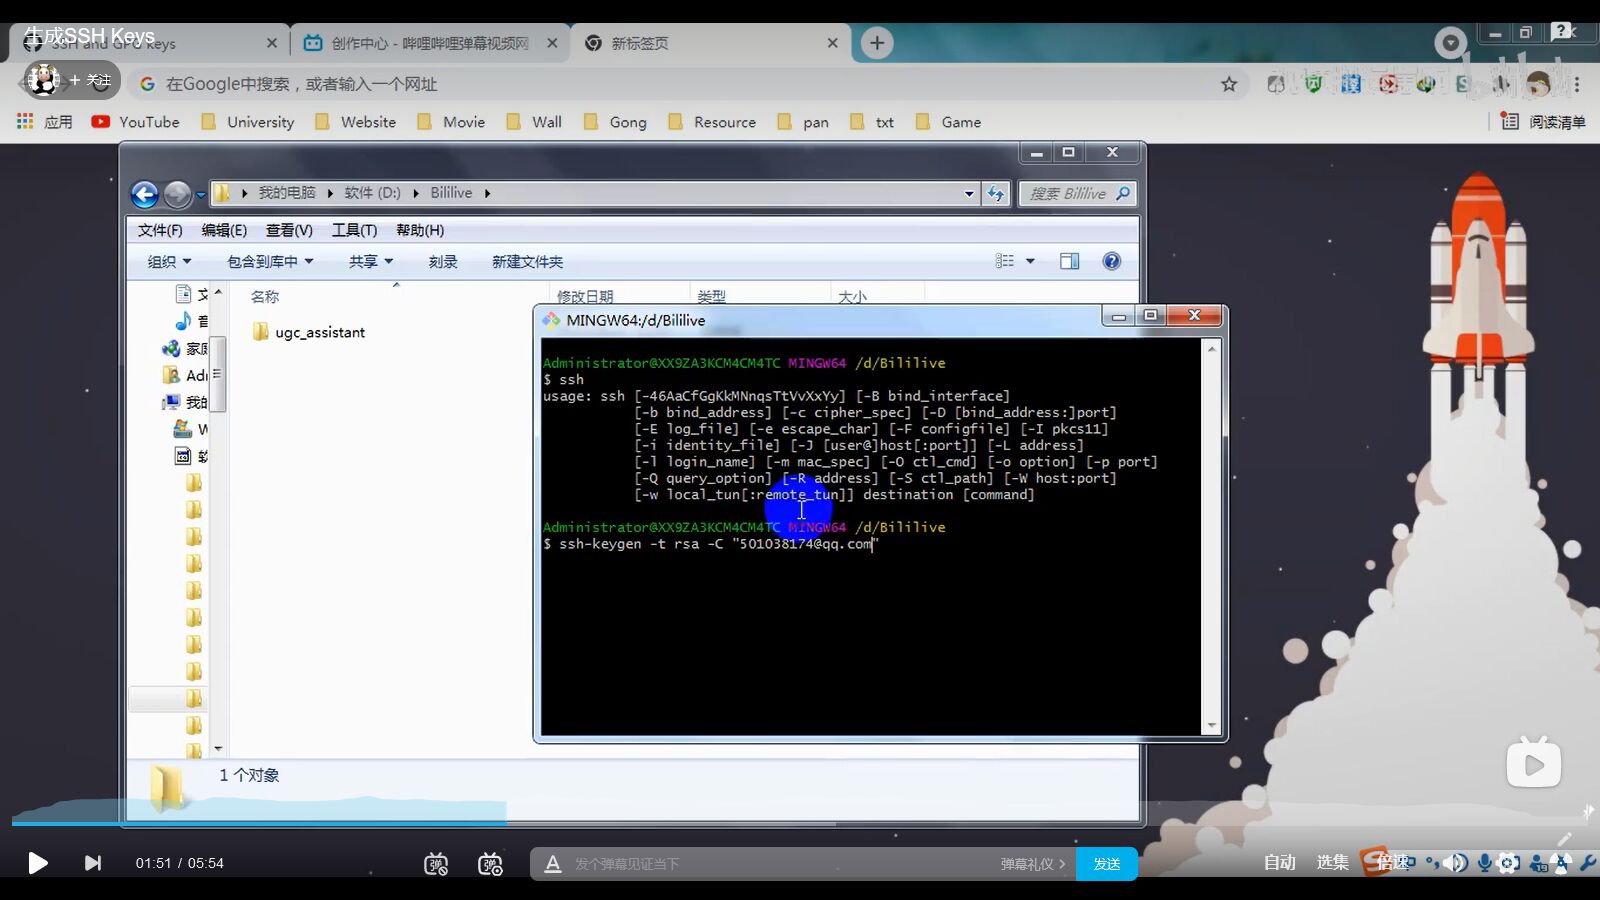 生成SSH Keys
SSH and GPG keys
创作中心 - 哔哩哔哩弹幕视频网
新标签页
+ 关注
在Google中搜索，或者输入一个网址
应用
YouTube
University
Website
Movie
Wall
Gong
Resource
pan
txt
Game
阅读清单
我的电脑
软件 (D:)
Bililive
搜索 Bililive
文件(F)
编辑(E)
查看(V)
工具(T)
帮助(H)
组织
包含到库中
共享
刻录
新建文件夹
名称
修改日期
类型
大小
ugc_assistant
MINGW64:/d/Bililive
Administrator@XX9ZA3KCM4CM4TC MINGW64 /d/Bililive
$ ssh
usage: ssh [-46AaCfGgKkMNnqsTtVvXxYy] [-B bind_interface]
[-b bind_address] [-c cipher_spec] [-D [bind_address:]port]
[-E log_file] [-e escape_char] [-F configfile] [-I pkcs11]
[-i identity_file] [-J [user@]host[:port]] [-L address]
[-l login_name] [-m mac_spec] [-O ctl_cmd] [-o option] [-p port]
[-Q query_option] [-R address] [-S ctl_path] [-W host:port]
[-w local_tun[:remote_tun]] destination [command]
Administrator@XX9ZA3KCM4CM4TC MINGW64 /d/Bililive
$ ssh-keygen -t rsa -C "501038174@qq.com"
1 个对象
01:51 / 05:54
发个弹幕见证当下
弹幕礼仪
发送
自动
选集
倍速